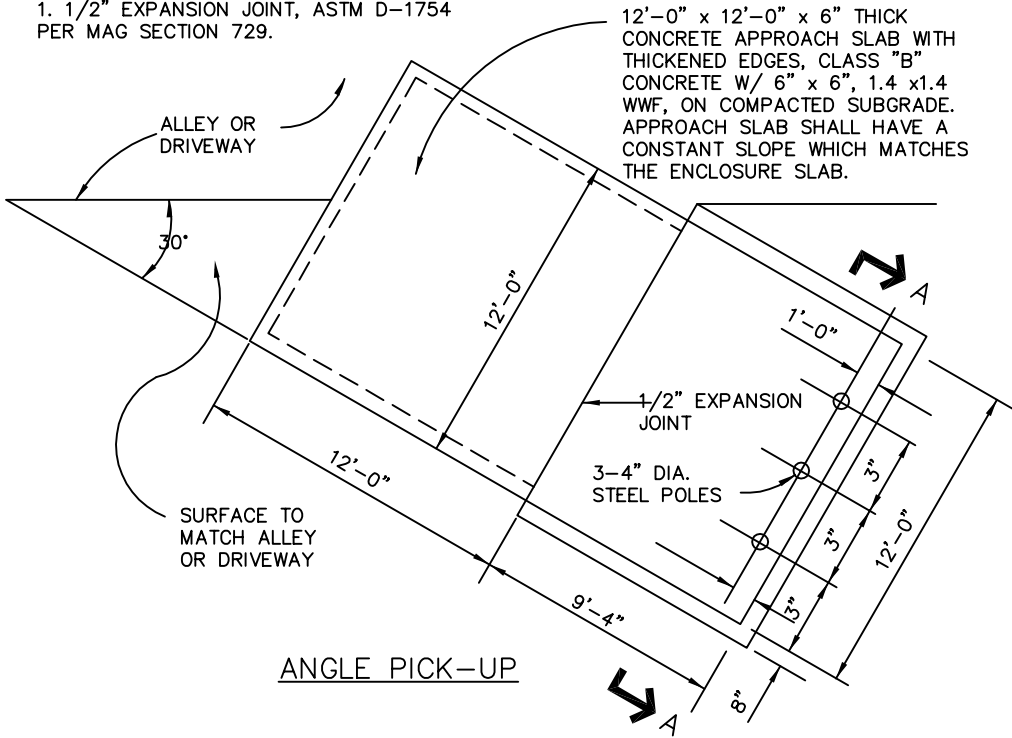 1. 1/2" EXPANSION JOINT, ASTM D-1754
PER MAG SECTION 729.
12'-0" x 12'-0" x 6" THICK
CONCRETE APPROACH SLAB WITH
THICKENED EDGES, CLASS "B"
CONCRETE W/ 6" x 6", 1.4 x1.4
WWF, ON COMPACTED SUBGRADE.
APPROACH SLAB SHALL HAVE A
CONSTANT SLOPE WHICH MATCHES
THE ENCLOSURE SLAB.
ALLEY OR
DRIVEWAY
30°
12'-0"
A
1'-0"
1/2" EXPANSION
JOINT
3-4" DIA.
STEEL POLES
12'-0"
3"
3"
3"
12'-0"
SURFACE TO
MATCH ALLEY
OR DRIVEWAY
9'-4"
8"
A
ANGLE PICK-UP